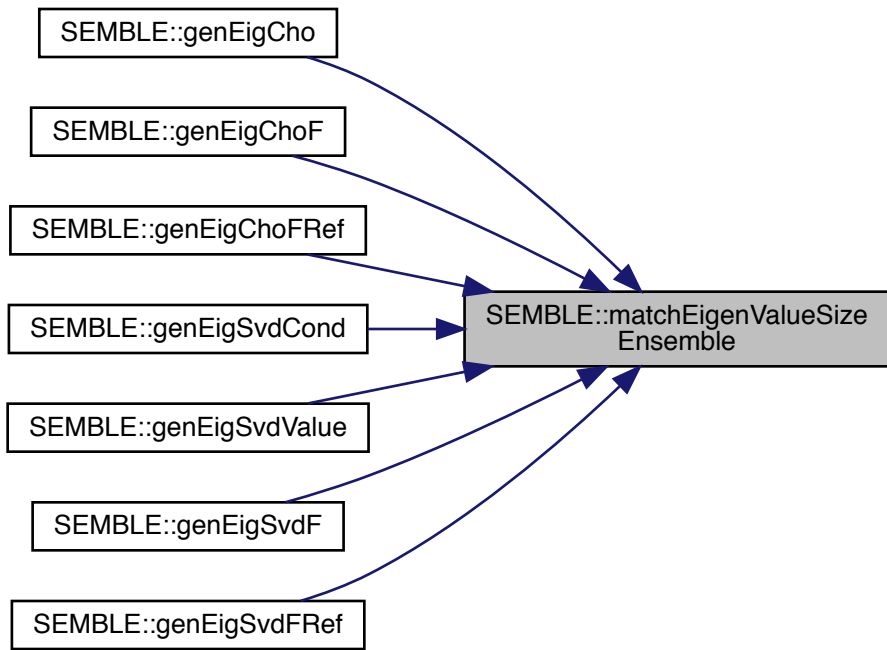 SEMBLE::genEigCho
SEMBLE::genEigChoF
SEMBLE::genEigChoFRef
SEMBLE::genEigSvdCond
SEMBLE::genEigSvdValue
SEMBLE::genEigSvdF
SEMBLE::genEigSvdFRef
SEMBLE::matchEigenValueSize
Ensemble